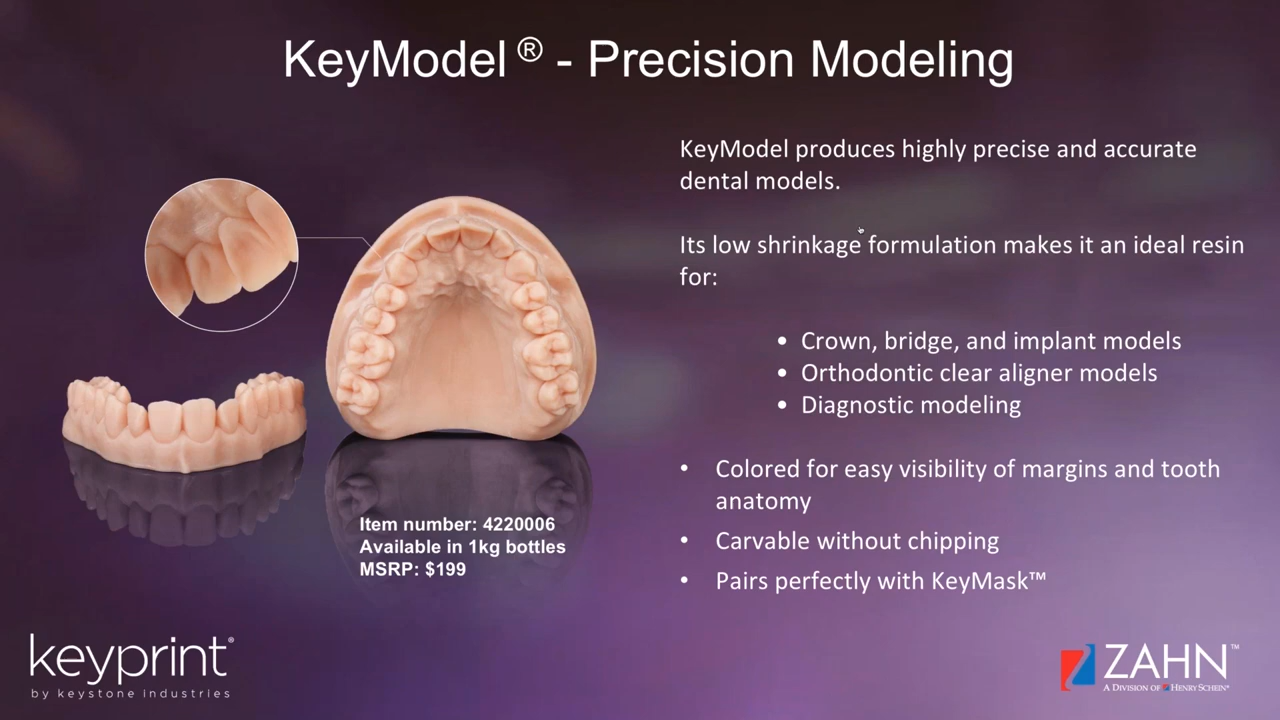 KeyModel® - Precision Modeling
KeyModel produces highly precise and accurate
dental models.
Its low shrinkage formulation makes it an ideal resin
for:
• Crown, bridge, and implant models
• Orthodontic clear aligner models
• Diagnostic modeling
• Colored for easy visibility of margins and tooth
anatomy
• Carvable without chipping
• Pairs perfectly with KeyMask™
Item number: 4220006
Available in 1kg bottles
MSRP: $199
keyprint®
by keystone industries
ZAHN™
A DIVISION OF HENRY SCHEIN®